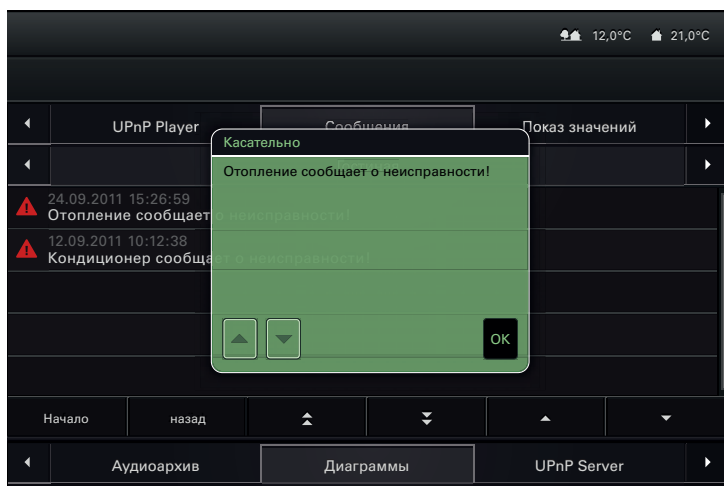 12,0°C 21,0°C
UPnP Player Сообщения Показ значений
Касательно
Отопление сообщает о неисправности!
24.09.2011 15:26:59
Отопление сообщает о неисправности!
12.09.2011 10:12:38
Кондиционер сообщает о неисправности!
OK
Начало назад
Аудиоархив Диаграммы UPnP Server